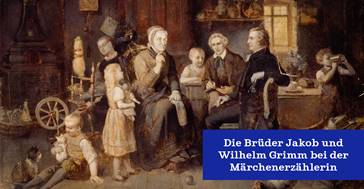 Die Brüder Jakob und
Wilhelm Grimm bei der
Märchenerzählerin